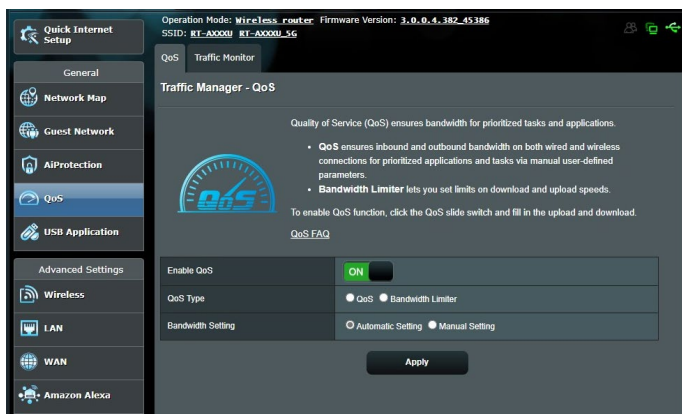 Quick Internet Setup
Operation Mode: Wireless router Firmware Version: 3.0.0.4.382_45386
SSID: RT-AXXXU RT-AXXXU_5G
General
Network Map
Guest Network
AiProtection
QoS
USB Application
Advanced Settings
Wireless
LAN
WAN
Amazon Alexa
QoS Traffic Monitor
Traffic Manager - QoS
Quality of Service (QoS) ensures bandwidth for prioritized tasks and applications.
• QoS ensures inbound and outbound bandwidth on both wired and wireless
connections for prioritized applications and tasks via manual user-defined
parameters.
• Bandwidth Limiter lets you set limits on download and upload speeds.
To enable QoS function, click the QoS slide switch and fill in the upload and download.
QoS FAQ
QoS
Enable QoS ON
QoS Type QoS Bandwidth Limiter
Bandwidth Setting Automatic Setting Manual Setting
Apply